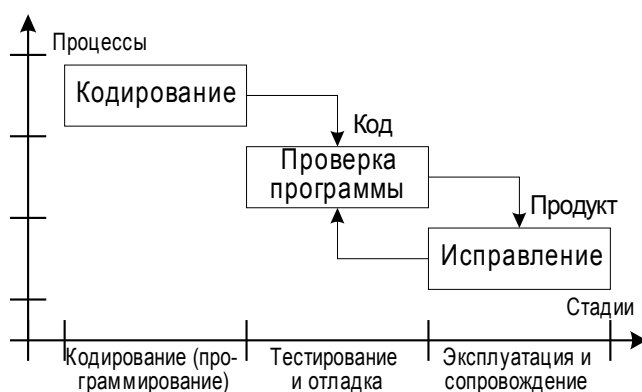 Процессы
Кодирование
Код
Проверка
программы
Продукт
Исправление
Стадии
Кодирование (про-
граммирование)
Тестирование
и отладка
Эксплуатация и
сопровождение